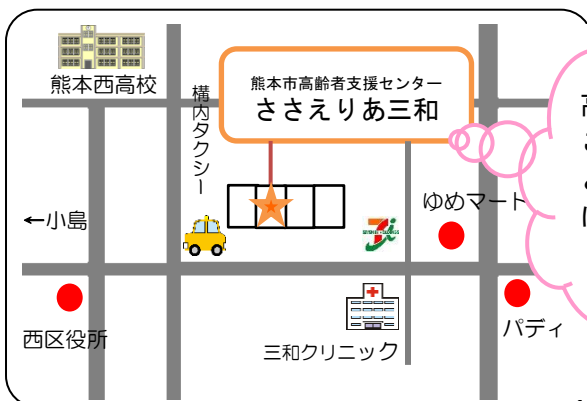 熊本西高校
構内タクシー
熊本市高齢者支援センター
ささえりあ三和
←小島
ゆめマート
西区役所
三和クリニック
パディ